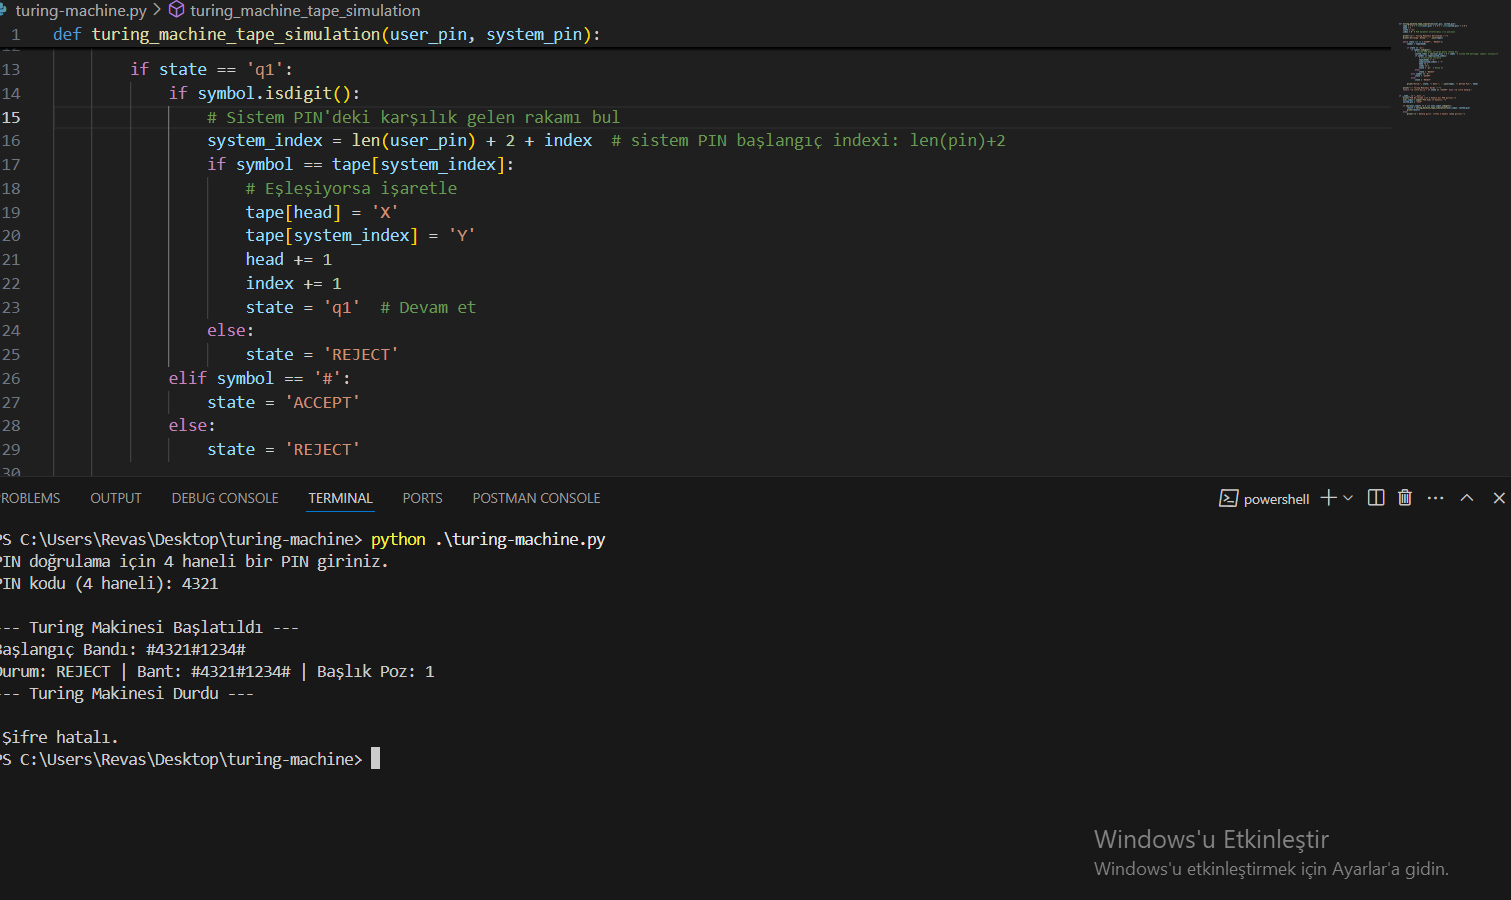 turing-machine.py > turing_machine_tape_simulation
1 def turing_machine_tape_simulation(user_pin, system_pin):
13 if state == 'q1':
14 if symbol.isdigit():
15 # Sistem PIN'deki karşılık gelen rakamı bul
16 system_index = len(user_pin) + 2 + index  # sistem PIN başlangıç indexi: len(pin)+2
17 if symbol == tape[system_index]:
18 # Eşleşiyorsa işaretle
19 tape[head] = 'X'
20 tape[system_index] = 'Y'
21 head += 1
22 index += 1
23 state = 'q1'  # Devam et
24 else:
25 state = 'REJECT'
26 elif symbol == '#':
27 state = 'ACCEPT'
28 else:
29 state = 'REJECT'
30
ROBLEMS OUTPUT DEBUG CONSOLE TERMINAL PORTS POSTMAN CONSOLE powershell
PS C:\Users\Revas\Desktop\turing-machine> python .\turing-machine.py
PIN doğrulama için 4 haneli bir PIN giriniz.
PIN kodu (4 haneli): 4321
--- Turing Makinesi Başlatıldı ---
Başlangıç Bandı: #4321#1234#
Durum: REJECT | Bant: #4321#1234# | Başlık Poz: 1
--- Turing Makinesi Durdu ---
Şifre hatalı.
PS C:\Users\Revas\Desktop\turing-machine>
Windows'u Etkinleştir
Windows'u etkinleştirmek için Ayarlar'a gidin.